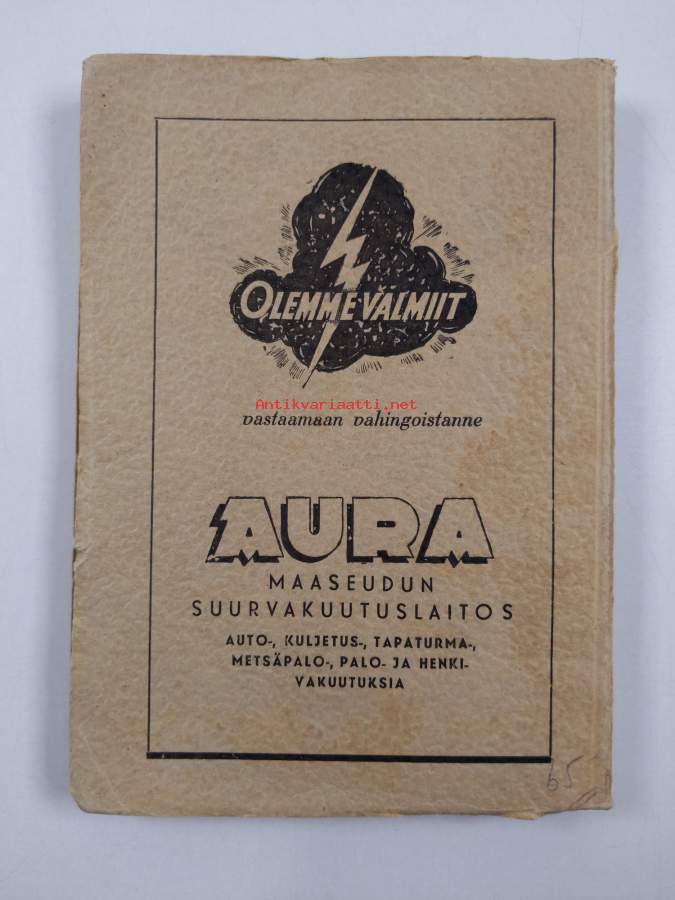 OLEMME VALMIIT
Antikvariaatti.net
vastaamaan vahingoistanne
AURA
MAASEUDUN
SUURVAKUUTUSLAITOS
AUTO-, KULJETUS-, TAPATURMA-,
METSÄPALO-, PALO- JA HENKI-
VAKUUTUKSIA
65